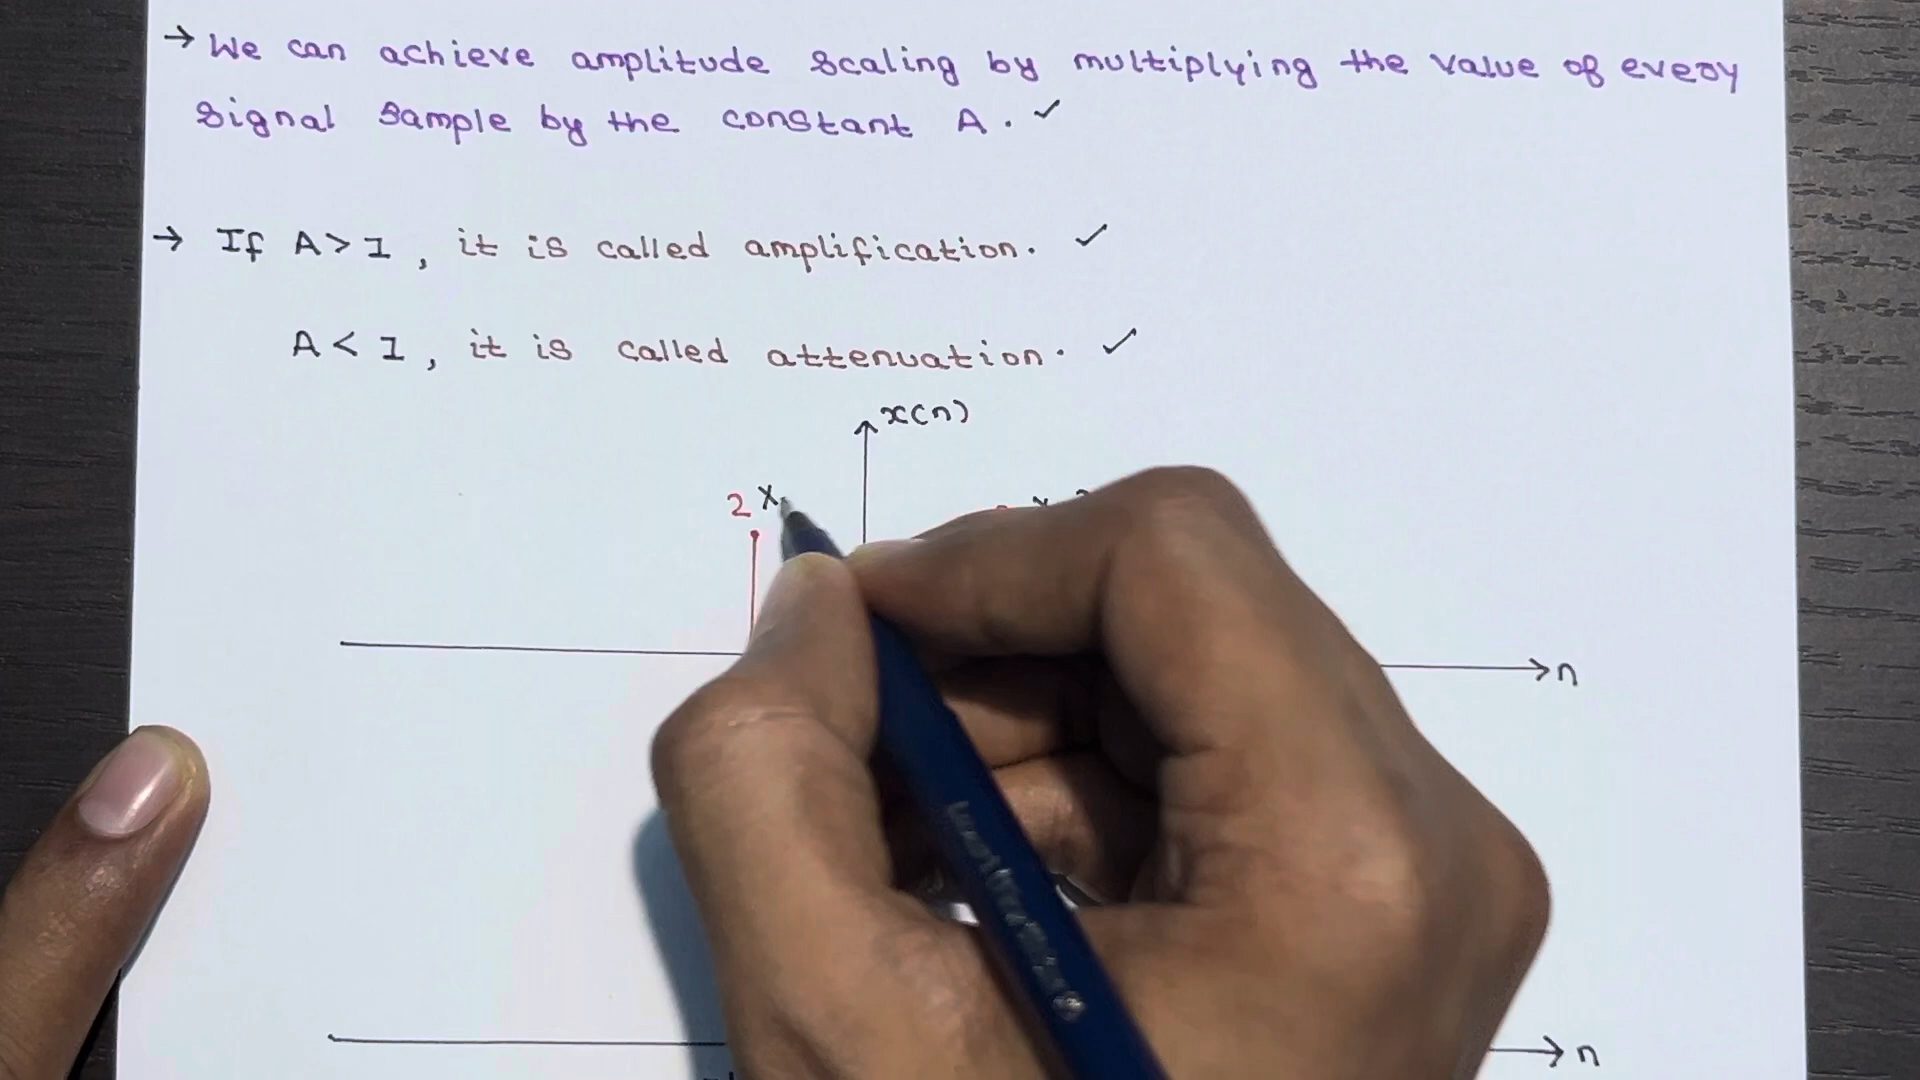 → We can achieve amplitude scaling by multiplying the value of every
signal sample by the constant A. ✓
→ If A > 1, it is called amplification. ✓
A < 1, it is called attenuation. ✓
x(n)
2 x
n
n